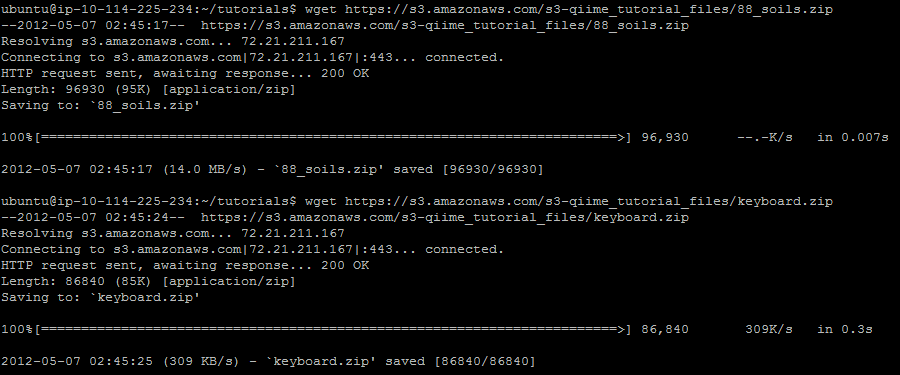 ubuntu@ip-10-114-225-234:~/tutorials$ wget https://s3.amazonaws.com/s3-qiime_tutorial_files/88_soils.zip
--2012-05-07 02:45:17--  https://s3.amazonaws.com/s3-qiime_tutorial_files/88_soils.zip
Resolving s3.amazonaws.com... 72.21.211.167
Connecting to s3.amazonaws.com|72.21.211.167|:443... connected.
HTTP request sent, awaiting response... 200 OK
Length: 96930 (95K) [application/zip]
Saving to: `88_soils.zip'
100%[========================================================================>] 96,930      --.-K/s   in 0.007s
2012-05-07 02:45:17 (14.0 MB/s) - `88_soils.zip' saved [96930/96930]
ubuntu@ip-10-114-225-234:~/tutorials$ wget https://s3.amazonaws.com/s3-qiime_tutorial_files/keyboard.zip
--2012-05-07 02:45:24--  https://s3.amazonaws.com/s3-qiime_tutorial_files/keyboard.zip
Resolving s3.amazonaws.com... 72.21.211.167
Connecting to s3.amazonaws.com|72.21.211.167|:443... connected.
HTTP request sent, awaiting response... 200 OK
Length: 86840 (85K) [application/zip]
Saving to: `keyboard.zip'
100%[========================================================================>] 86,840       309K/s   in 0.3s
2012-05-07 02:45:25 (309 KB/s) - `keyboard.zip' saved [86840/86840]